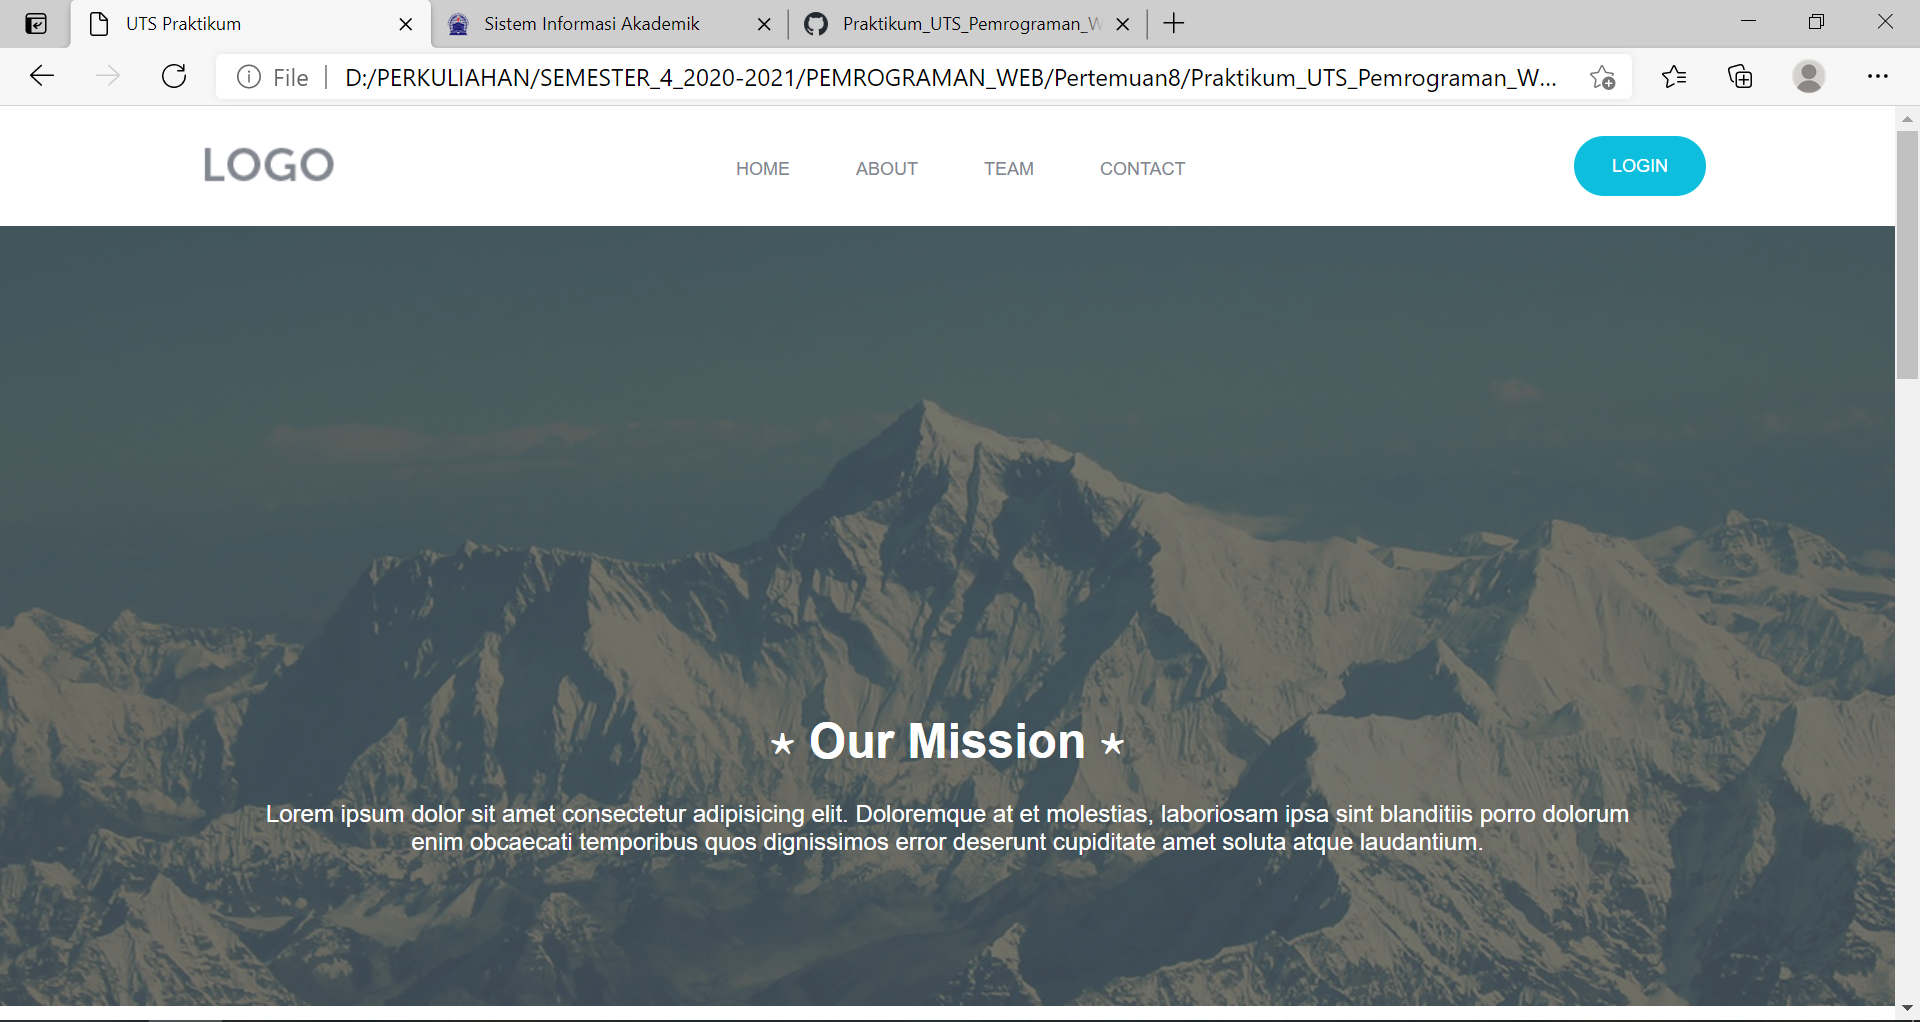 UTS Praktikum
Sistem Informasi Akademik
Praktikum_UTS_Pemrograman_W
File
D:/PERKULIAHAN/SEMESTER_4_2020-2021/PEMROGRAMAN_WEB/Pertemuan8/Praktikum_UTS_Pemrograman_W...
LOGO
HOME ABOUT TEAM CONTACT
LOGIN
⋆ Our Mission ⋆
Lorem ipsum dolor sit amet consectetur adipisicing elit. Doloremque at et molestias, laboriosam ipsa sint blanditiis porro dolorum
enim obcaecati temporibus quos dignissimos error deserunt cupiditate amet soluta atque laudantium.